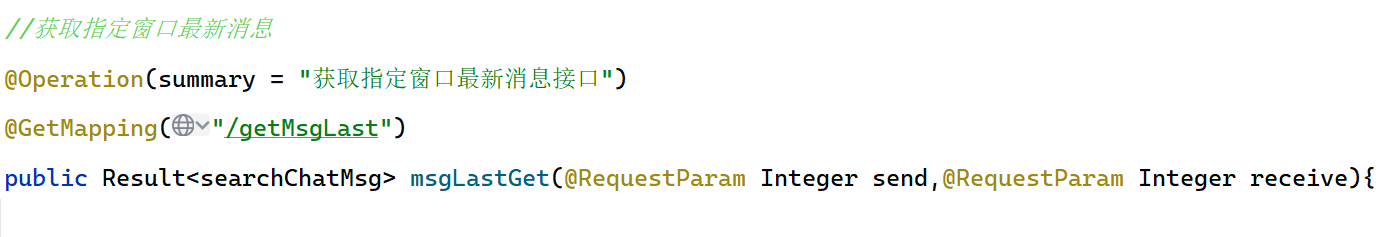 //获取指定窗口最新消息
@Operation(summary = "获取指定窗口最新消息接口")
@GetMapping("/getMsgLast")
public Result<searchChatMsg> msgLastGet(@RequestParam Integer send,@RequestParam Integer receive){